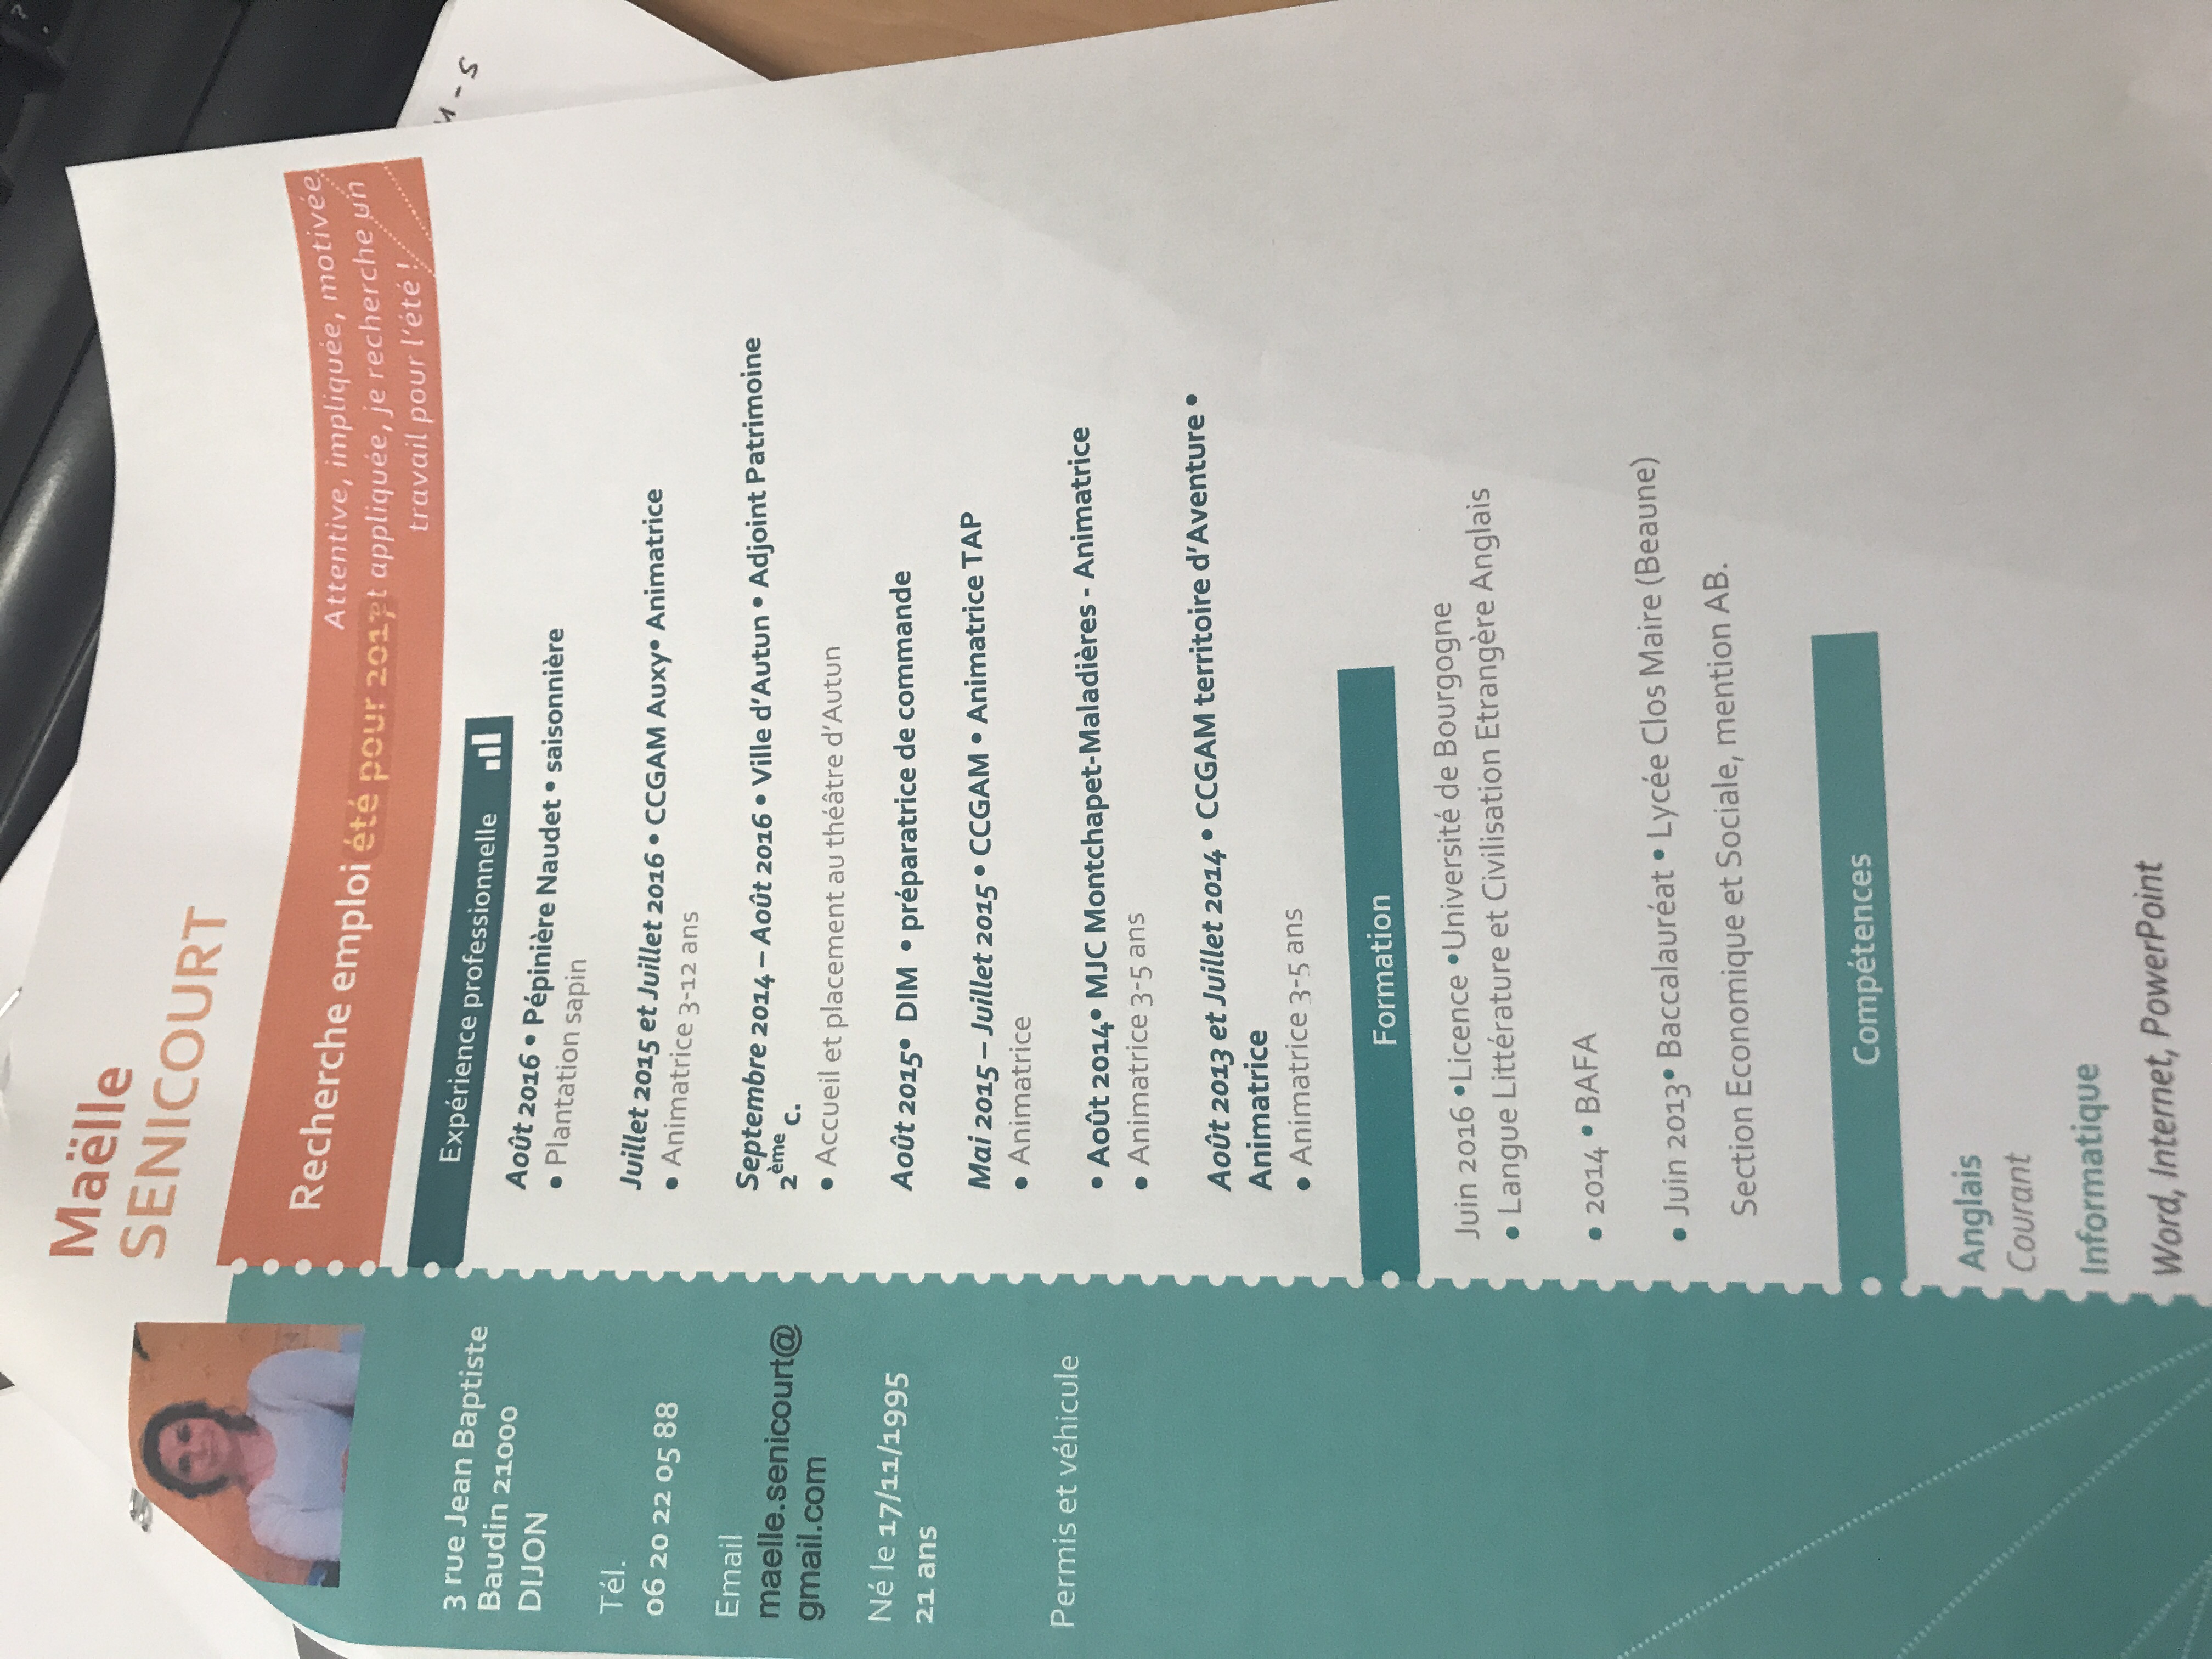 Maëlle
SENICOURT
Recherche emploi été pour 2017
Attentive, impliquée, motivée
et appliquée, je recherche un
travail pour l'été !
3 rue Jean Baptiste
Baudin 21000
DIJON
Tél.
06 20 22 05 88
Email
maelle.senicourt@
gmail.com
Né le 17/11/1995
21 ans
Permis et véhicule
Expérience professionnelle
Août 2016 • Pépinière Naudet • saisonnière
• Plantation sapin
Juillet 2015 et Juillet 2016 • CCGAM Auxy• Animatrice
• Animatrice 3-12 ans
Septembre 2014 – Août 2016 • Ville d'Autun • Adjoint Patrimoine
2ème c.
• Accueil et placement au théâtre d'Autun
Août 2015• DIM • préparatrice de commande
Mai 2015 – Juillet 2015 • CCGAM • Animatrice TAP
• Animatrice
• Août 2014• MJC Montchapet-Maladières - Animatrice
• Animatrice 3-5 ans
Août 2013 et Juillet 2014 • CCGAM territoire d'Aventure •
Animatrice
• Animatrice 3-5 ans
Formation
Juin 2016 •Licence •Université de Bourgogne
• Langue Littérature et Civilisation Etrangère Anglais
• 2014 • BAFA
• Juin 2013• Baccalauréat • Lycée Clos Maire (Beaune)
Section Economique et Sociale, mention AB.
Compétences
Anglais
Courant
Informatique
Word, Internet, PowerPoint